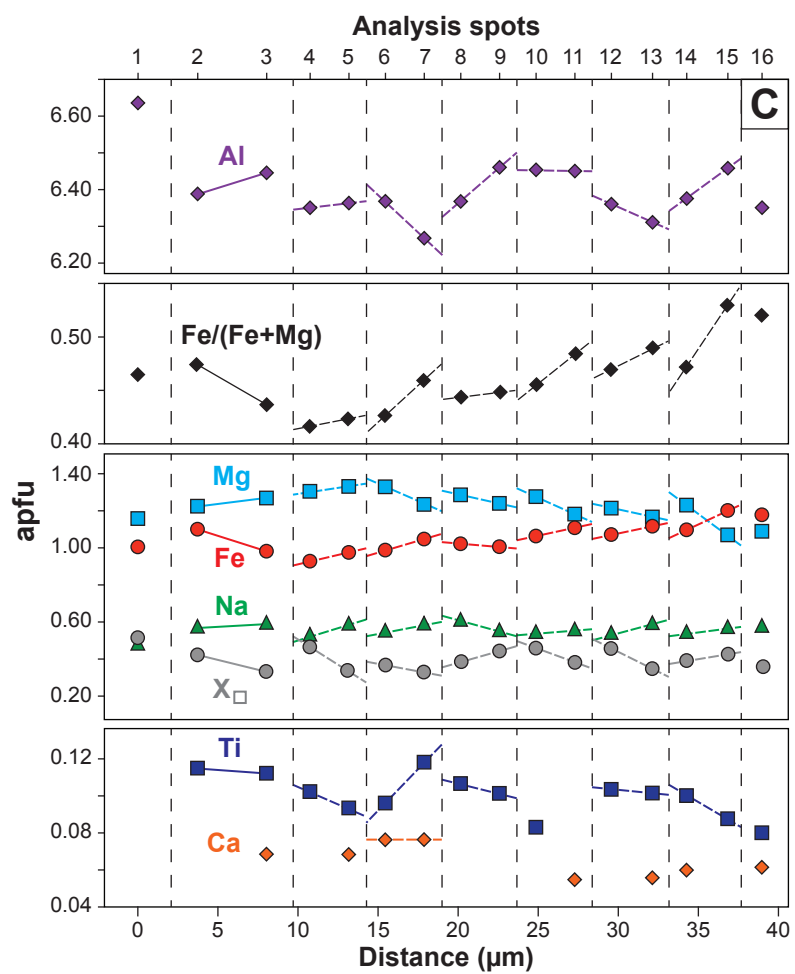 Analysis spots
1 2 3 4 5 6 7 8 9 10 11 12 13 14 15 16
C
6.60
Al
6.40
6.20
Fe/(Fe+Mg)
0.50
0.40
apfu
Mg
1.40
Fe
1.00
Na
0.60
X□
0.20
Ti
0.12
Ca
0.08
0.04
0 5 10 15 20 25 30 35 40
Distance (µm)